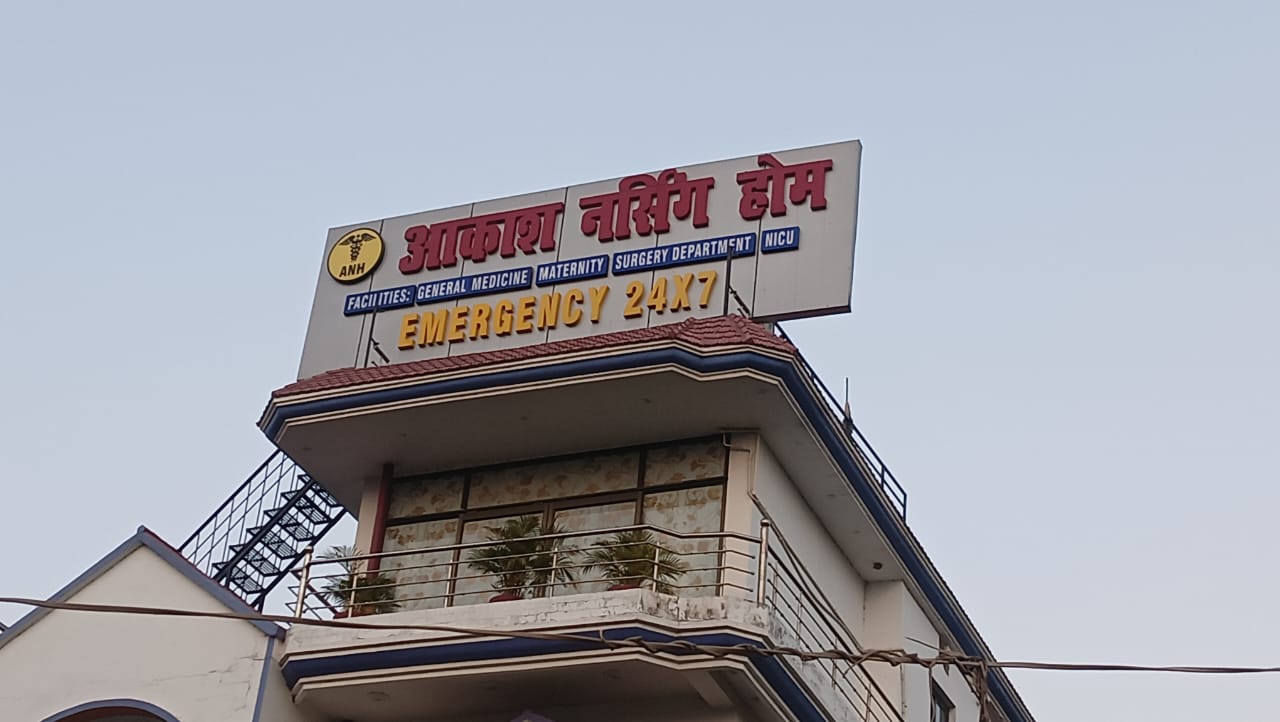 आकाश नर्सिंग होम
ANH
FACILITIES: GENERAL MEDICINE MATERNITY SURGERY DEPARTMENT NICU
EMERGENCY 24X7